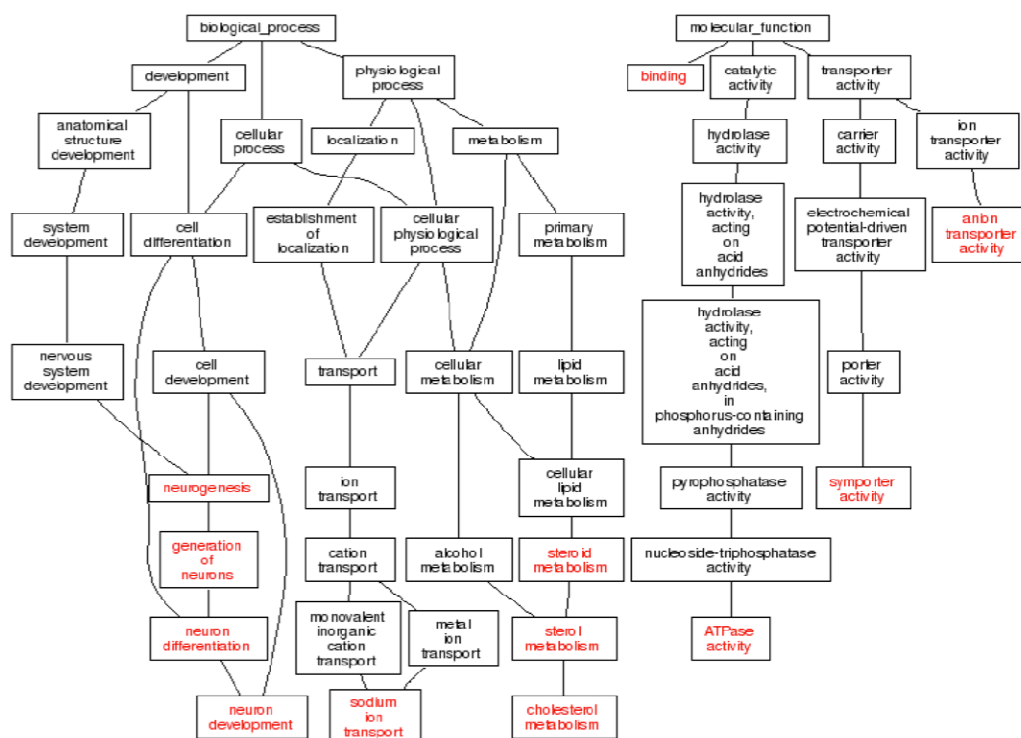 biological_process
molecular_function
development
physiological
process
binding
catalytic
activity
transporter
activity
anatomical
structure
development
cellular
process
localization
metabolism
hydrolase
activity
carrier
activity
ion
transporter
activity
system
development
cell
differentiation
establishment
of
localization
cellular
physiological
process
primary
metabolism
hydrolase
activity,
acting
on
acid
anhydrides
electrochemical
potential-driven
transporter
activity
anion
transporter
activity
nervous
system
development
cell
development
transport
cellular
metabolism
lipid
metabolism
hydrolase
activity,
acting
on
acid
anhydrides,
in
phosphorus-containing
anhydrides
porter
activity
neurogenesis
ion
transport
cellular
lipid
metabolism
pyrophosphatase
activity
symporter
activity
generation
of
neurons
cation
transport
alcohol
metabolism
steroid
metabolism
nucleoside-triphosphatase
activity
neuron
differentiation
monovalent
inorganic
cation
transport
metal
ion
transport
sterol
metabolism
ATPase
activity
neuron
development
sodium
ion
transport
cholesterol
metabolism